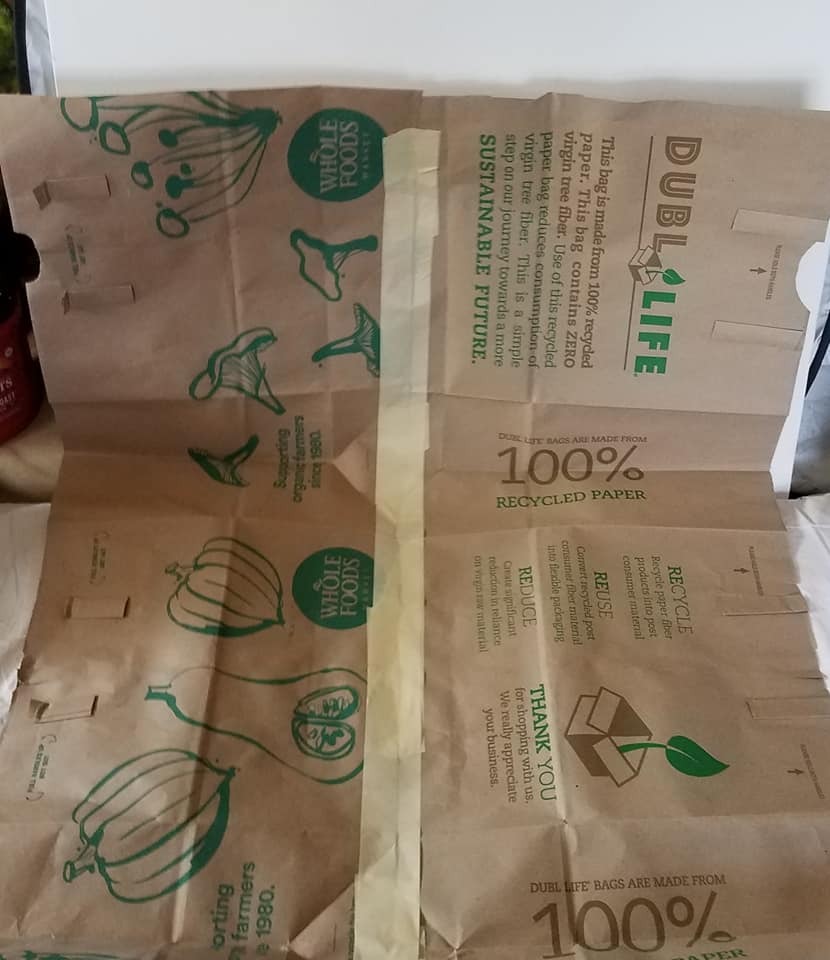 WHOLE
FOODS
MARKET
Supporting
organic farmers
since 1980.
WHOLE
FOODS
MARKET
orting
farmers
e 1980.
DUBL LIFE
This bag is made from 100% recycled
paper. This bag contains ZERO
virgin tree fiber. Use of this recycled
paper bag reduces consumption of
virgin tree fiber. This is a simple
step on our journey towards a more
SUSTAINABLE FUTURE.
DUBL LIFE® BAGS ARE MADE FROM
100%
RECYCLED PAPER
RECYCLE
Recycle paper fiber
products into post
consumer material
REUSE
Convert recycled post
consumer fiber material
into flexible packaging
REDUCE
Create significant
reduction in reliance
on virgin raw material
THANK YOU
for shopping with us.
We really appreciate
your business.
DUBL LIFE® BAGS ARE MADE FROM
100%
PAPER